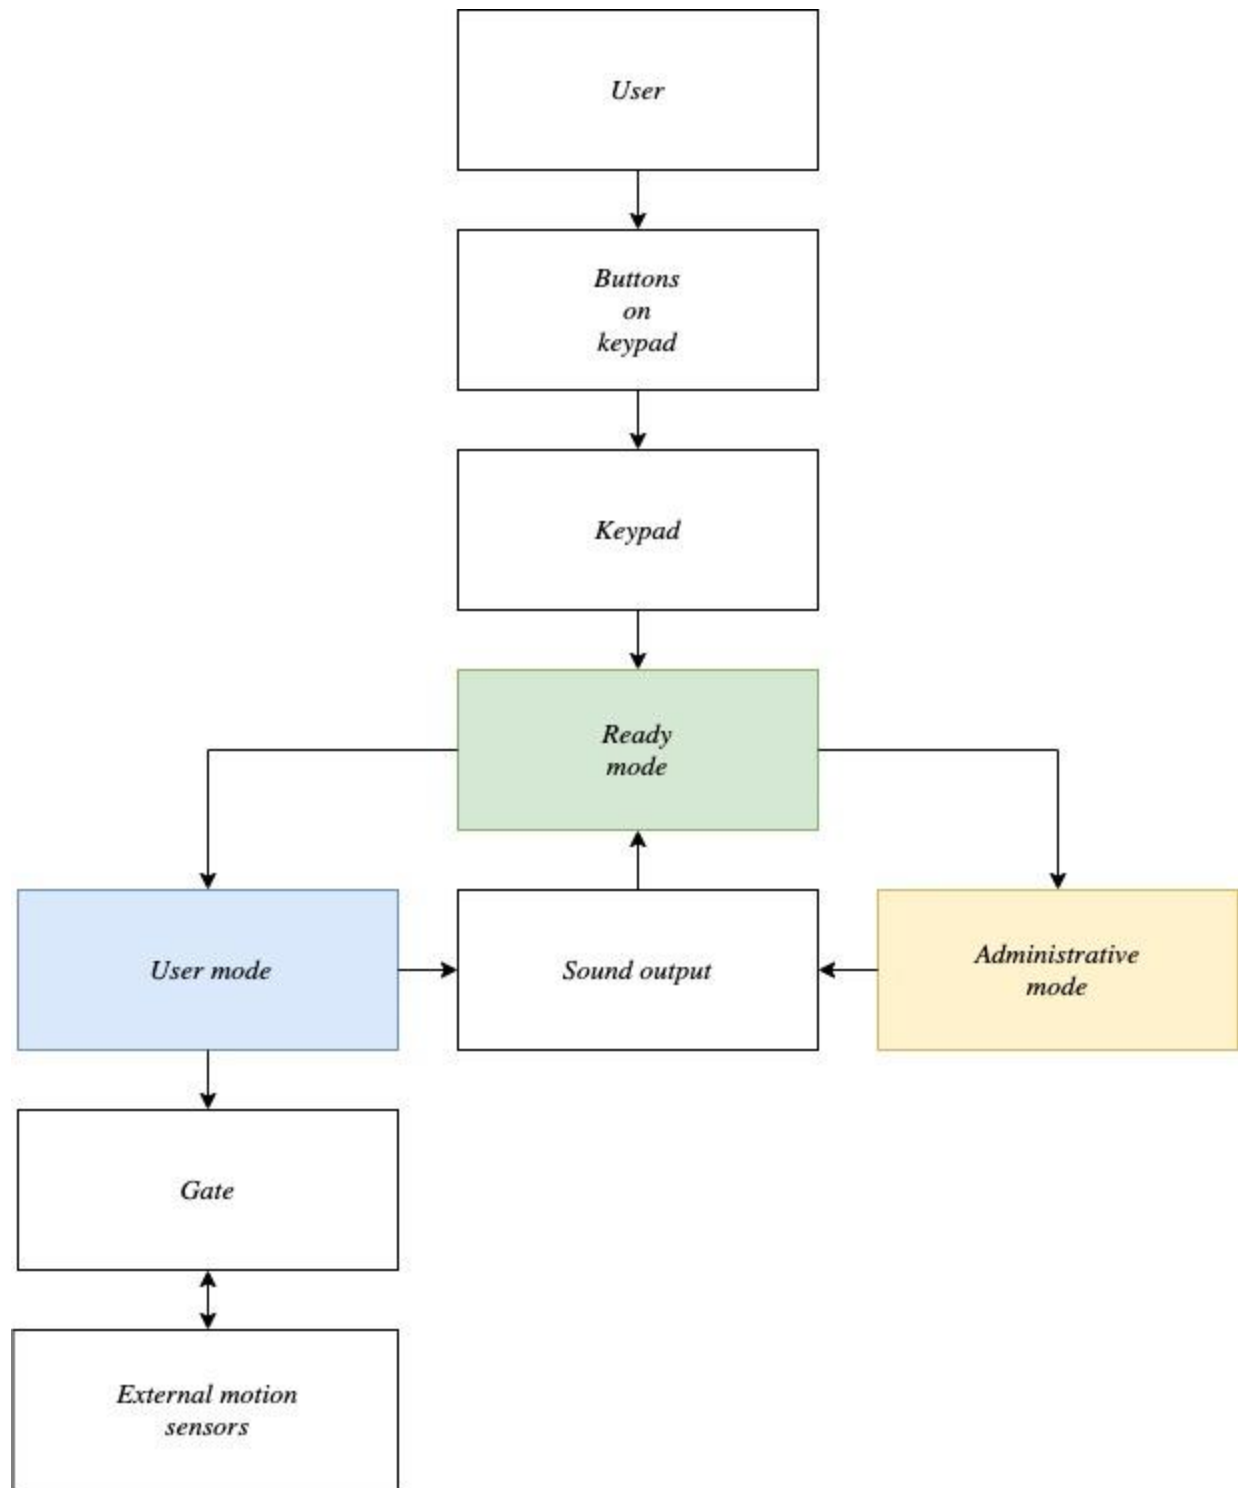 User
Buttons
on
keypad
Keypad
Ready
mode
User mode
Sound output
Administrative
mode
Gate
External motion
sensors